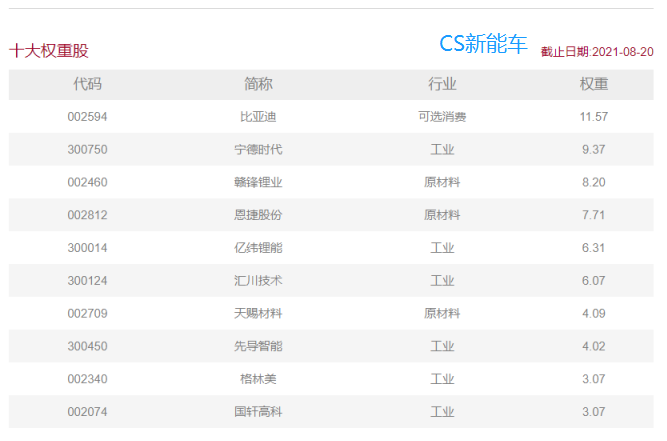 十大权重股 CS新能车 截止日期:2021-08-20
代码 简称 行业 权重
002594 比亚迪 可选消费 11.57
300750 宁德时代 工业 9.37
002460 赣锋锂业 原材料 8.20
002812 恩捷股份 原材料 7.71
300014 亿纬锂能 工业 6.31
300124 汇川技术 工业 6.07
002709 天赐材料 原材料 4.09
300450 先导智能 工业 4.02
002340 格林美 工业 3.07
002074 国轩高科 工业 3.07